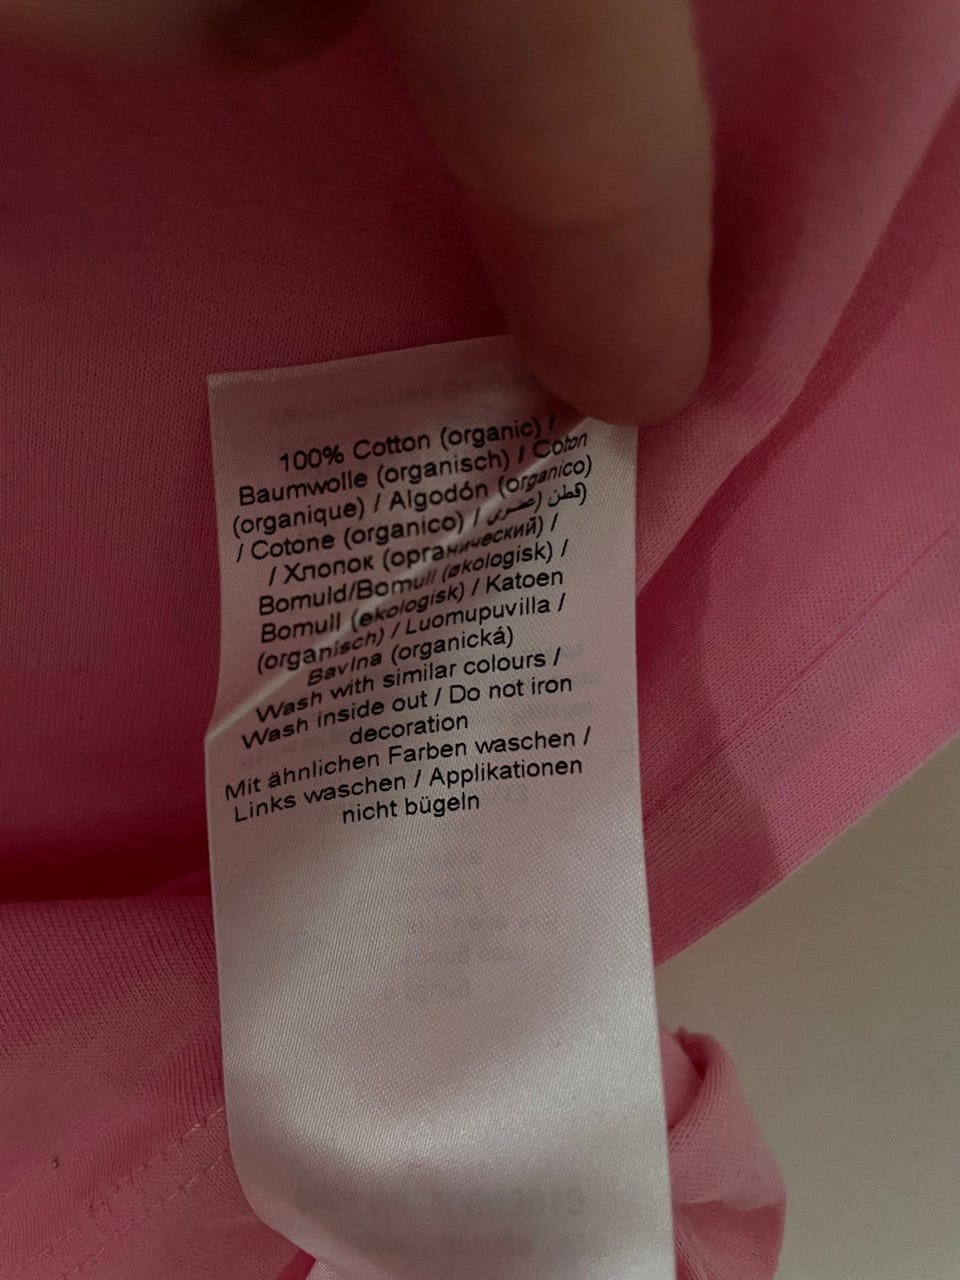 100% Cotton (organic) /
Baumwolle (organisch) / Coton
(organique) / Algodón (organico)
/ Cotone (organico) / قطن (عضري)
/ Хлопок (органический) /
Bomuld/Bomull (økologisk) /
Bomull (ekologisk) / Katoen
(organisch) / Luomupuvilla /
Bavlna (organická)
Wash with similar colours /
Wash inside out / Do not iron
decoration
Mit ähnlichen Farben waschen /
Links waschen / Applikationen
nicht bügeln